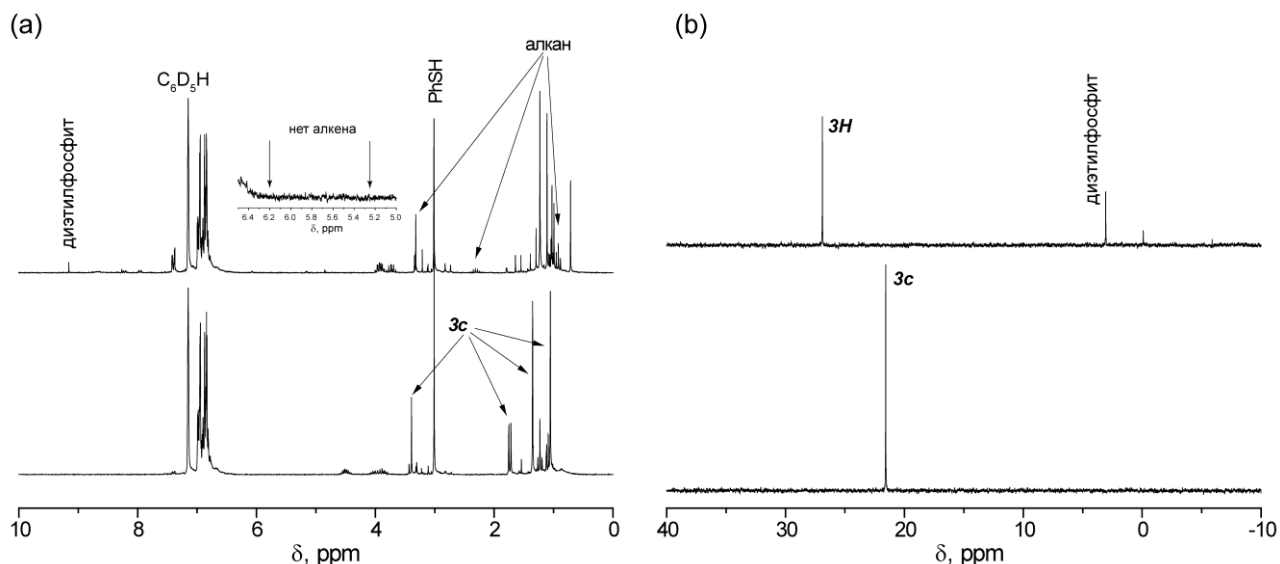 (a)
диэтилфосфит
C₆D₅H
нет алкена
6.4 6.2 6.0 5.8 5.6 5.4 5.2 5.0
δ, ppm
PhSH
алкан
3c
10 8 6 4 2 0
δ, ppm
(b)
3H
диэтилфосфит
3c
40 30 20 10 0 -10
δ, ppm